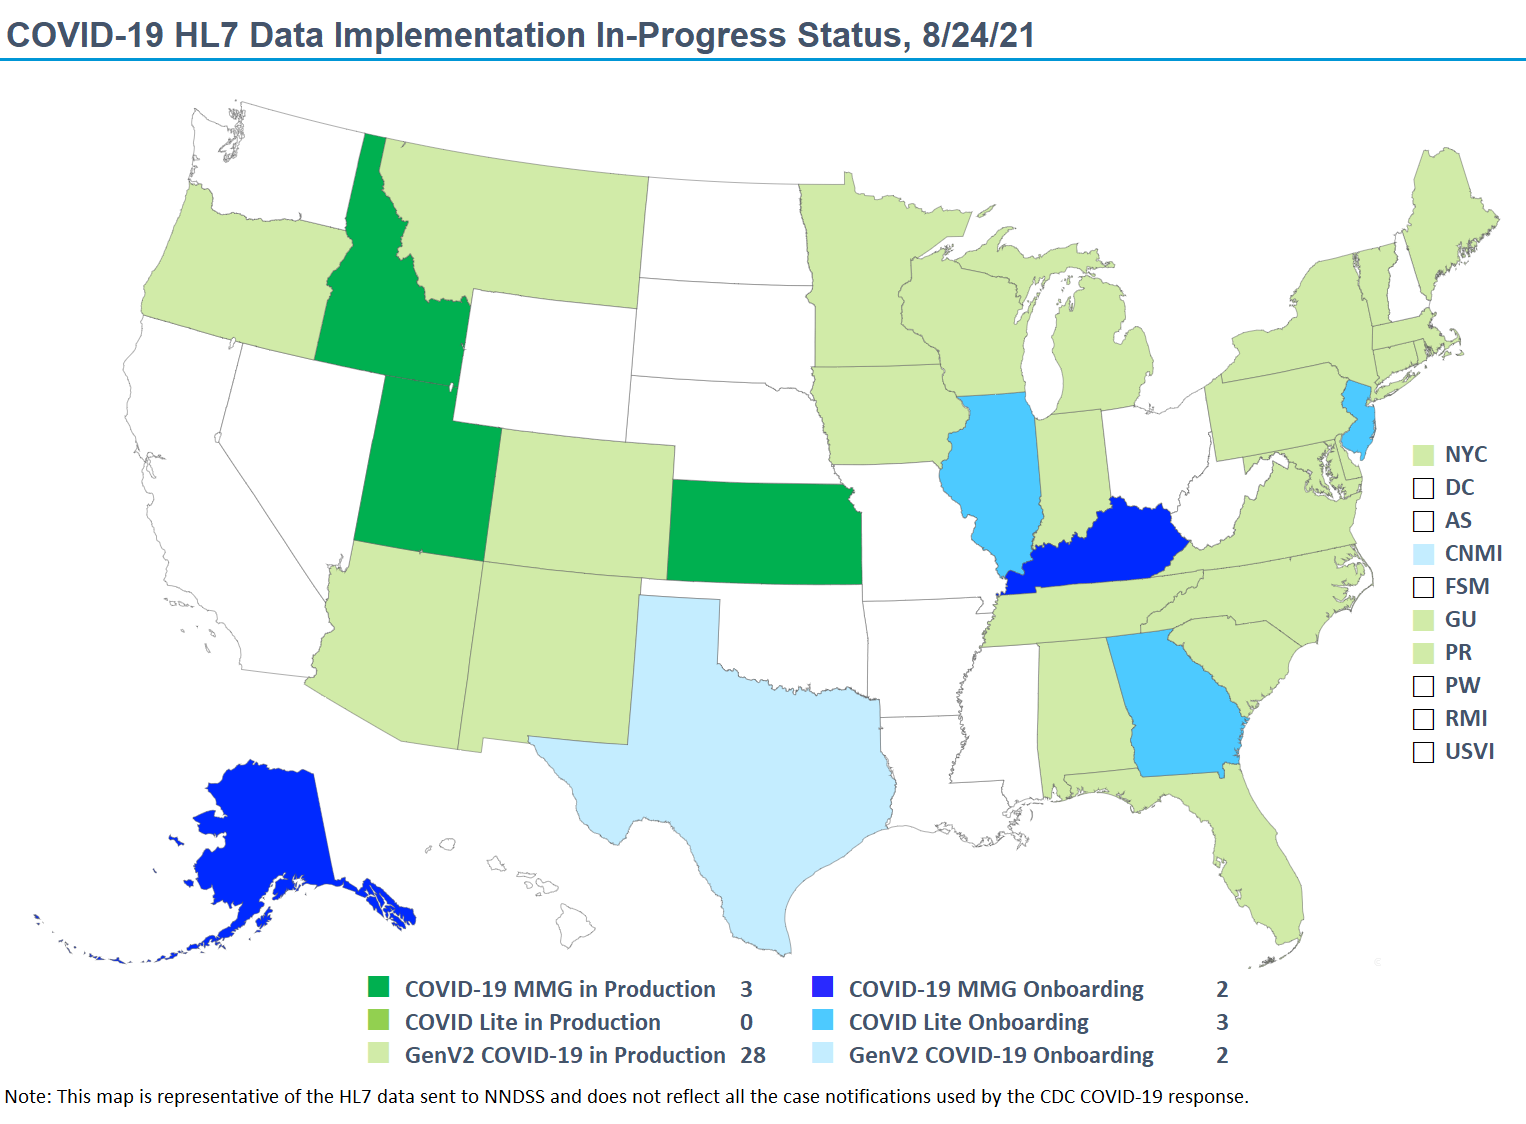 COVID-19 HL7 Data Implementation In-Progress Status, 8/24/21
NYC
DC
AS
CNMI
FSM
GU
PR
PW
RMI
USVI
COVID-19 MMG in Production 3
COVID Lite in Production 0
GenV2 COVID-19 in Production 28
COVID-19 MMG Onboarding 2
COVID Lite Onboarding 3
GenV2 COVID-19 Onboarding 2
Note: This map is representative of the HL7 data sent to NNDSS and does not reflect all the case notifications used by the CDC COVID-19 response.